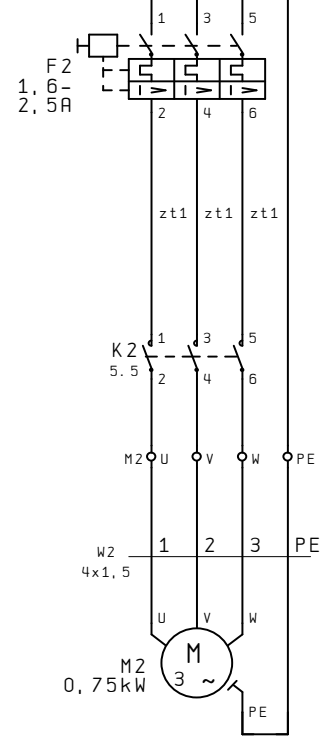 1 3 5
F2
1,6-
2,5A
I > I > I >
2 4 6
zt1 zt1 zt1
K2 1 3 5
5.5
2 4 6
M2 U V W PE
W2 1 2 3 PE
4x1,5
U V W
M
M2 3 ~
0,75kW
PE